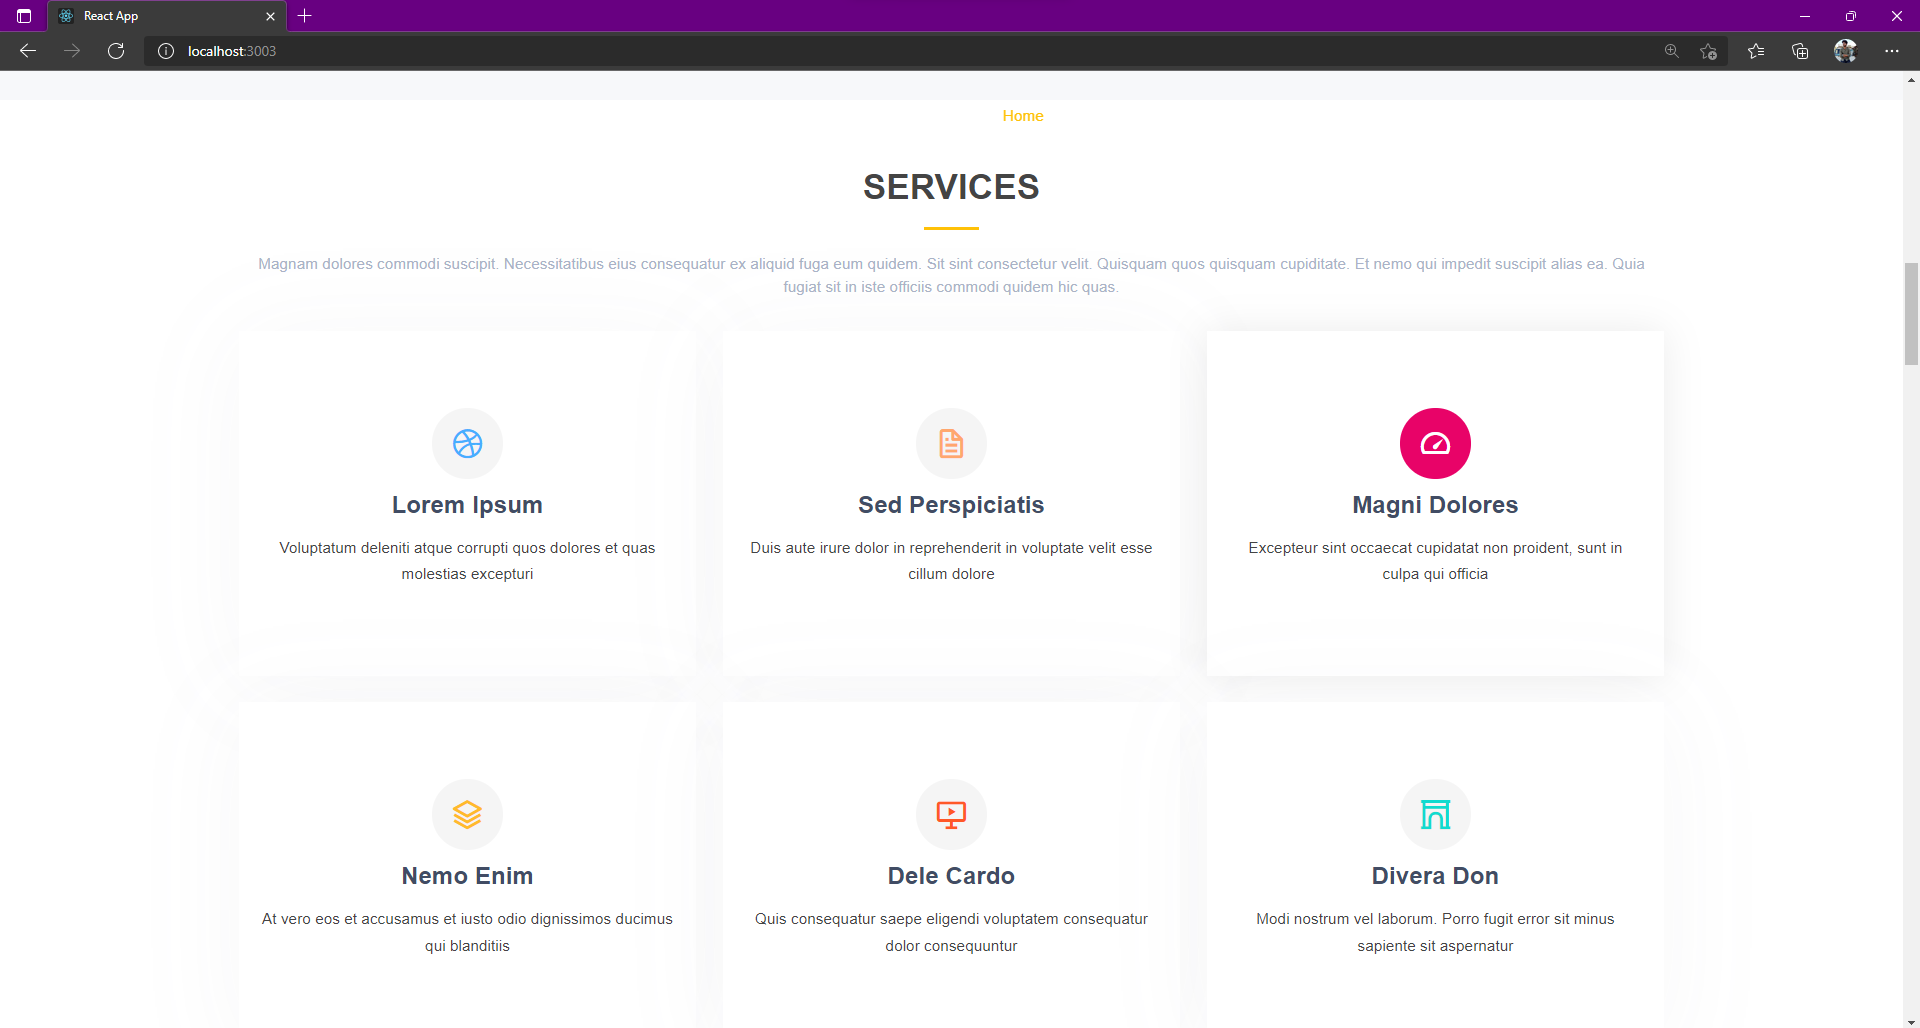 React App
localhost:3003
Home
SERVICES
Magnam dolores commodi suscipit. Necessitatibus eius consequatur ex aliquid fuga eum quidem. Sit sint consectetur velit. Quisquam quos quisquam cupiditate. Et nemo qui impedit suscipit alias ea. Quia
fugiat sit in iste officiis commodi quidem hic quas.
Lorem Ipsum
Voluptatum deleniti atque corrupti quos dolores et quas
molestias excepturi
Sed Perspiciatis
Duis aute irure dolor in reprehenderit in voluptate velit esse
cillum dolore
Magni Dolores
Excepteur sint occaecat cupidatat non proident, sunt in
culpa qui officia
Nemo Enim
At vero eos et accusamus et iusto odio dignissimos ducimus
qui blanditiis
Dele Cardo
Quis consequatur saepe eligendi voluptatem consequatur
dolor consequuntur
Divera Don
Modi nostrum vel laborum. Porro fugit error sit minus
sapiente sit aspernatur